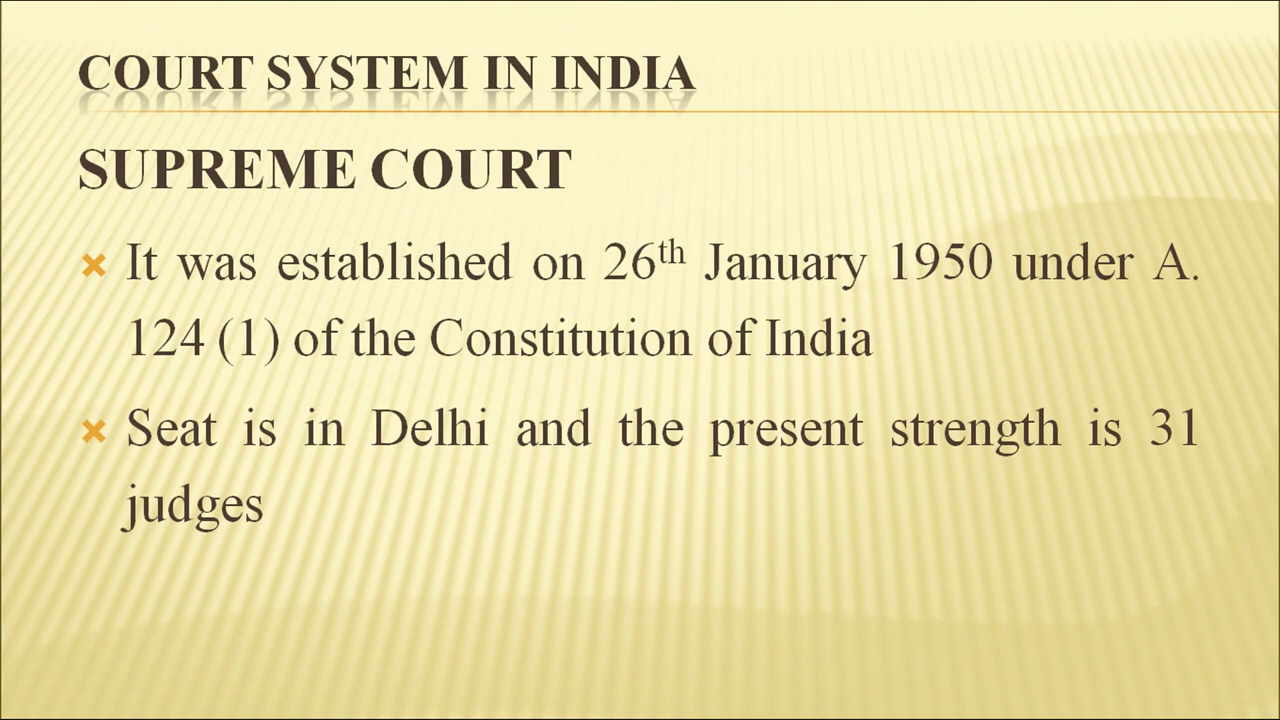 COURT SYSTEM IN INDIA
SUPREME COURT
It was established on 26th January 1950 under A.
124 (1) of the Constitution of India
Seat is in Delhi and the present strength is 31
judges